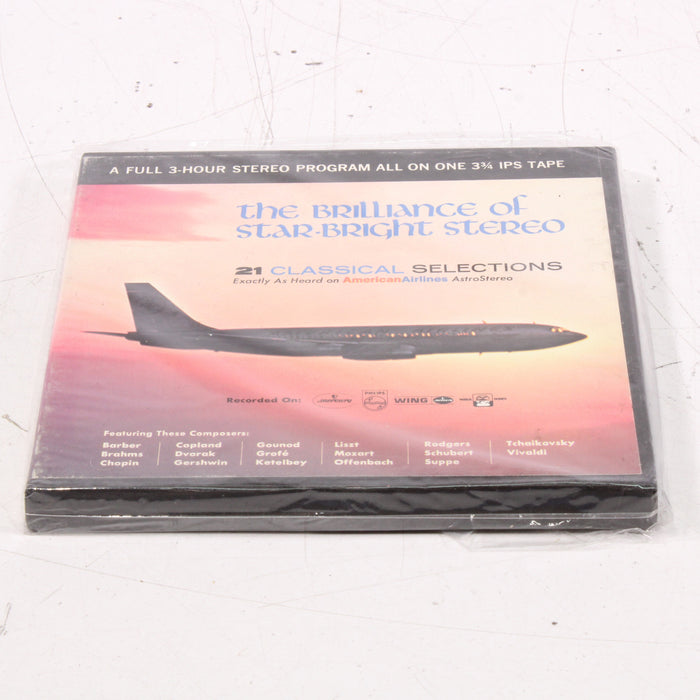 A FULL 3-HOUR STEREO PROGRAM ALL ON ONE 3¾ IPS TAPE
the BRILLIANCE of
STAR-BRIGHT STEREO
21 CLASSICAL SELECTIONS
Exactly As Heard on AmericanAirlines AstroStereo
Recorded On: PHILIPS WING
Featuring These Composers:
Barber Capland Gounod Liszt Rodgers Tchaikovsky
Brahms Dvorak Grofé Mozart Schubert Vivaldi
Chopin Gershwin Ketelbey Offenbach Suppe